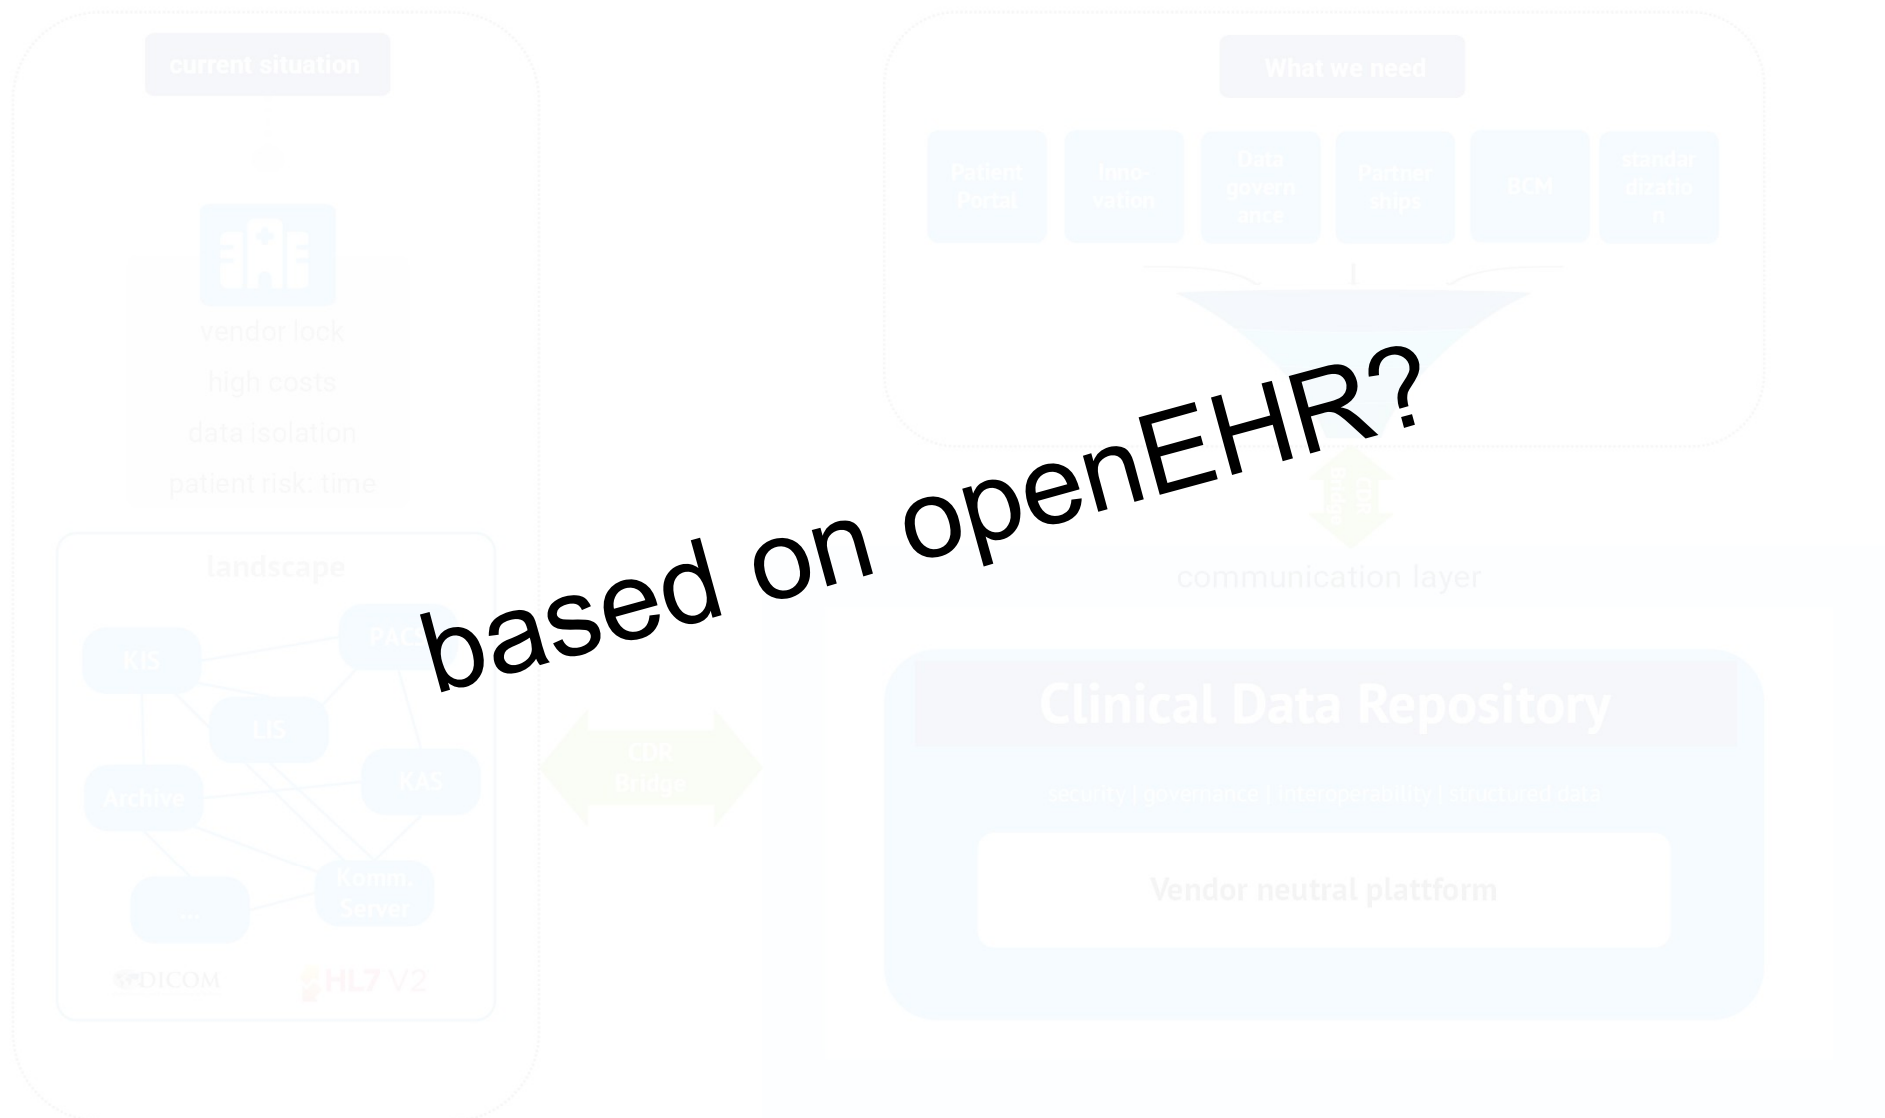 current situation
vendor lock
high costs
data isolation
patient risk: time
landscape
KIS
PACS
LIS
KAS
Archive
Komm.
Server
...
DICOM
HL7 V2
CDR
Bridge
based on openEHR?
What we need
Patient
Portal
Inno-
vation
Data
govern
ance
Partner
ships
BCM
standar
dizatio
n
CDR
Bridge
communication layer
Clinical Data Repository
security | governance | interoperability | structured data
Vendor neutral plattform